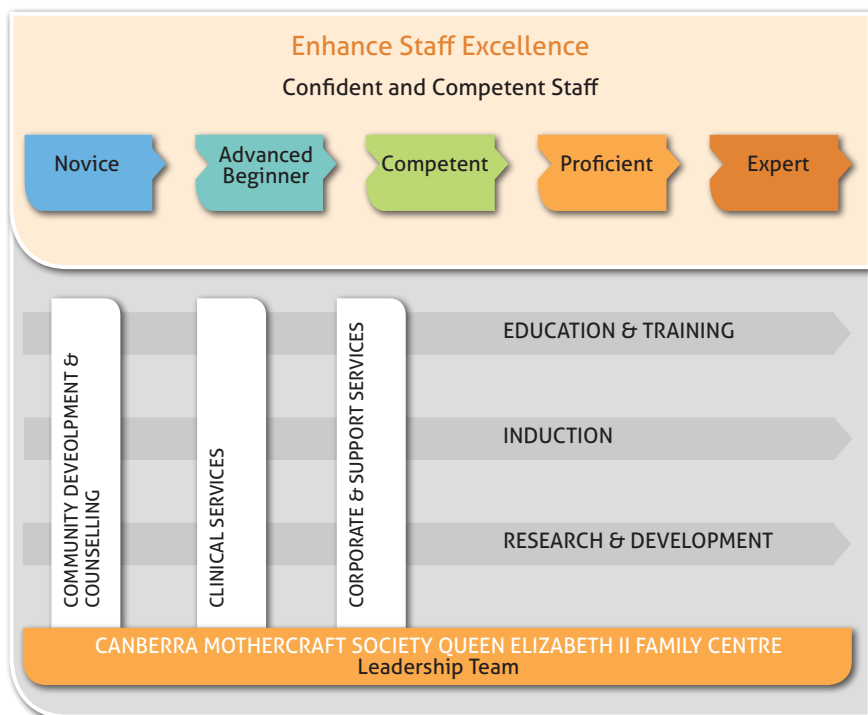 Enhance Staff Excellence
Confident and Competent Staff
Novice
Advanced
Beginner
Competent
Proficient
Expert
EDUCATION & TRAINING
INDUCTION
RESEARCH & DEVELOPMENT
COMMUNITY DEVEOLPMENT &
COUNSELLING
CLINICAL SERVICES
CORPORATE & SUPPORT SERVICES
CANBERRA MOTHERCRAFT SOCIETY QUEEN ELIZABETH II FAMILY CENTRE
Leadership Team